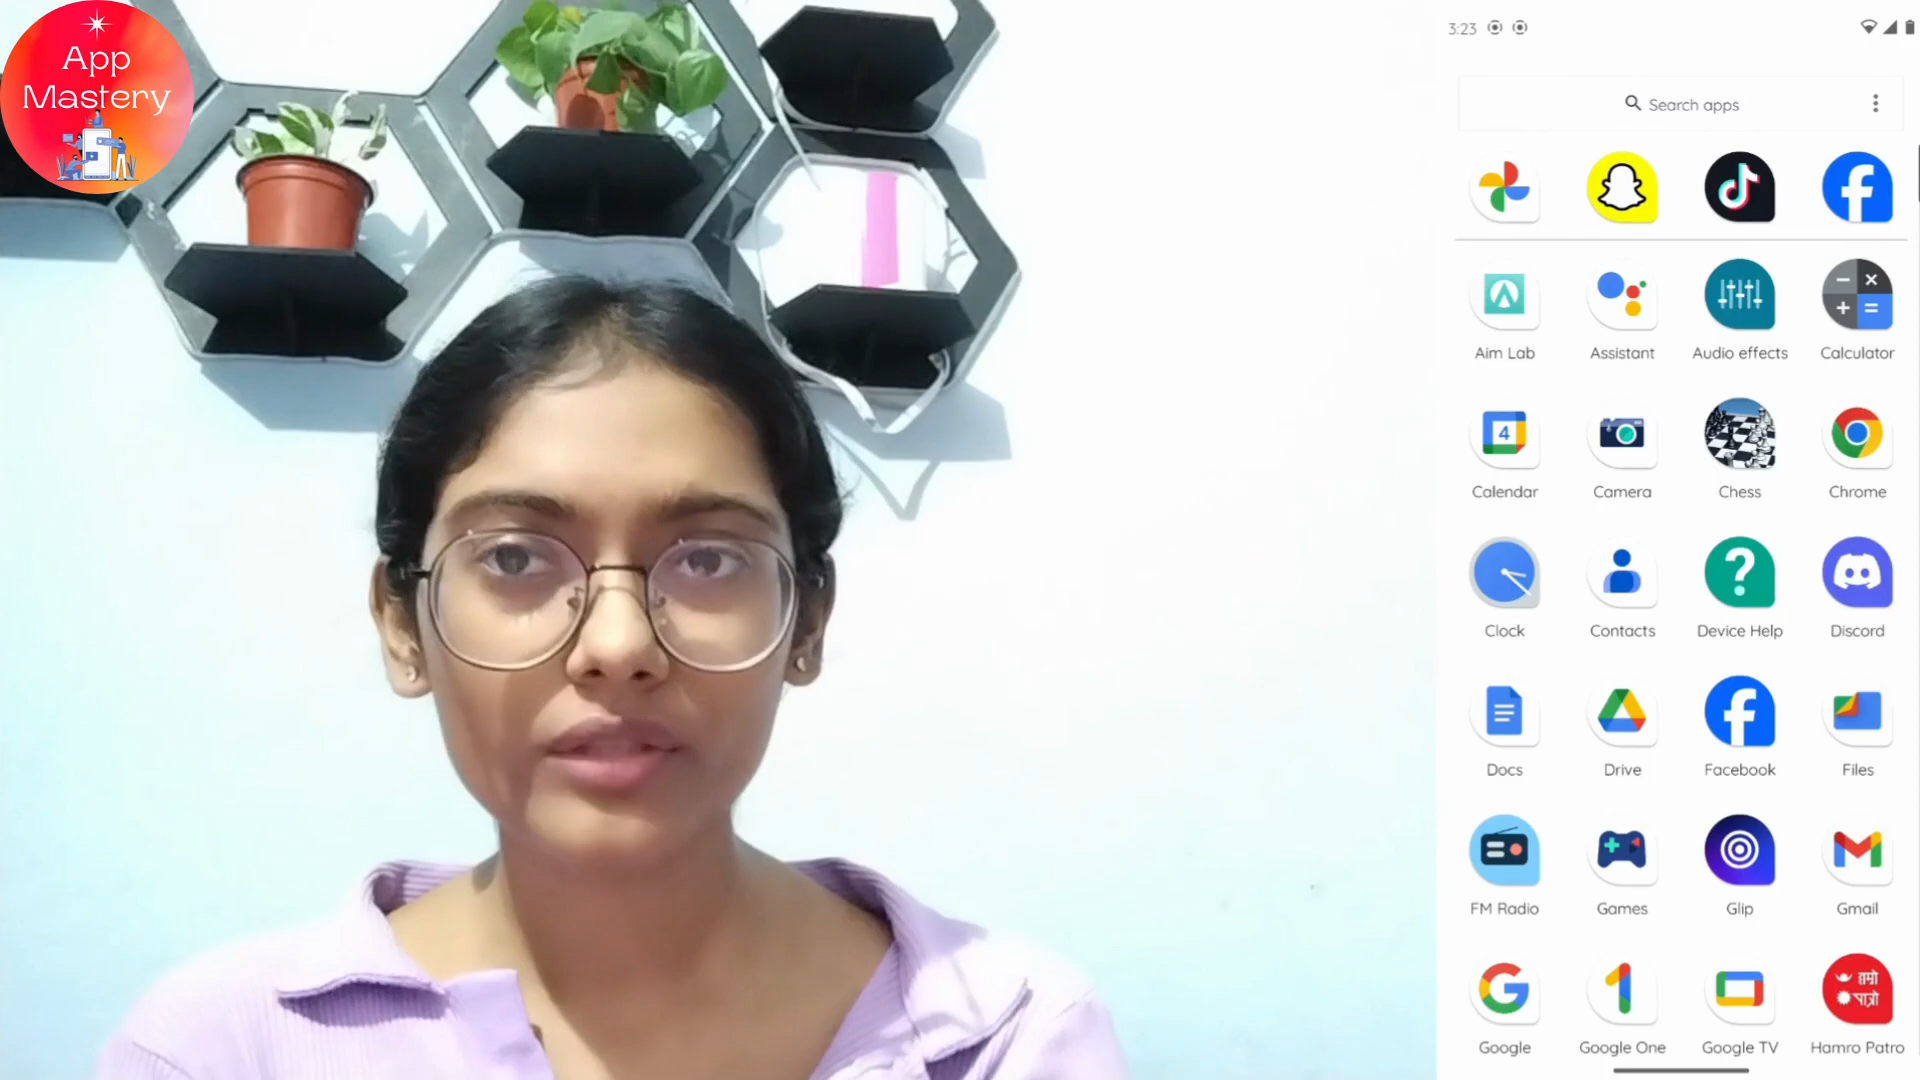 App
Mastery
3:23
Search apps
Aim Lab
Assistant
Audio effects
Calculator
4
Calendar
Camera
Chess
Chrome
Clock
Contacts
Device Help
Discord
Docs
Drive
Facebook
Files
FM Radio
Games
Glip
Gmail
हाम्रो
पात्रो
Google
Google One
Google TV
Hamro Patro